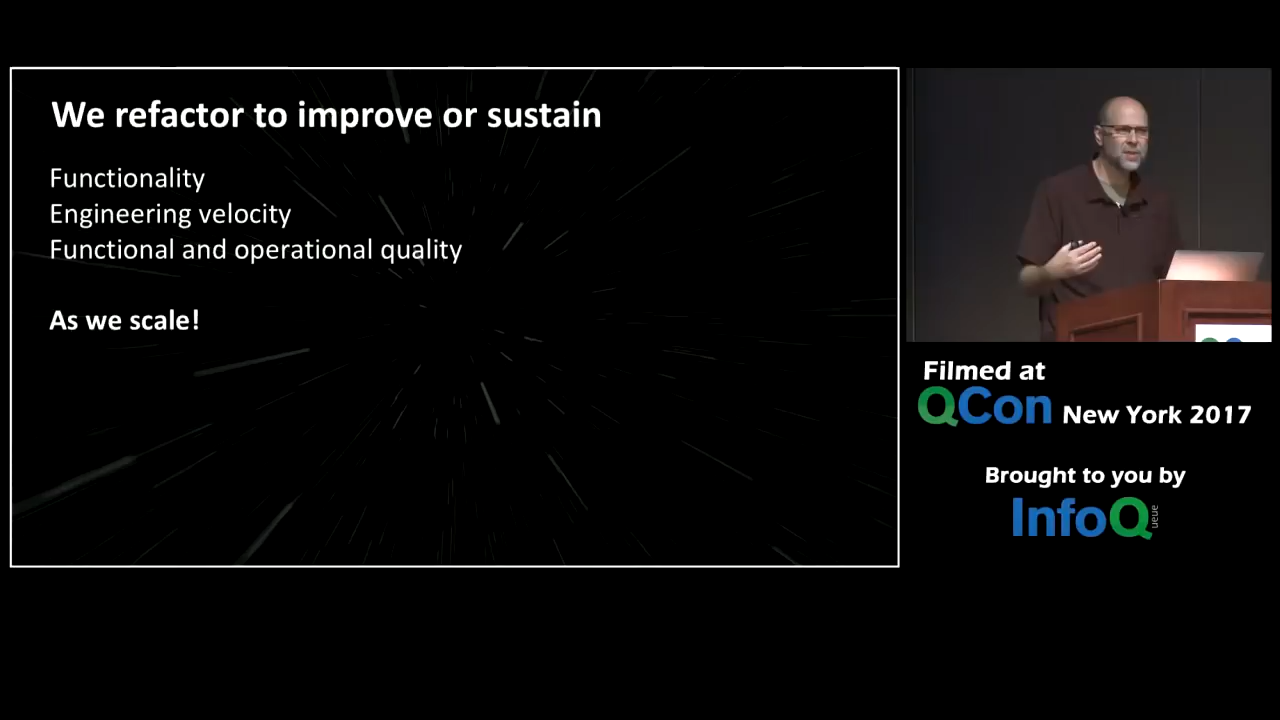 We refactor to improve or sustain
Functionality
Engineering velocity
Functional and operational quality
As we scale!
Filmed at
QCon New York 2017
Brought to you by
InfoQ
ueue